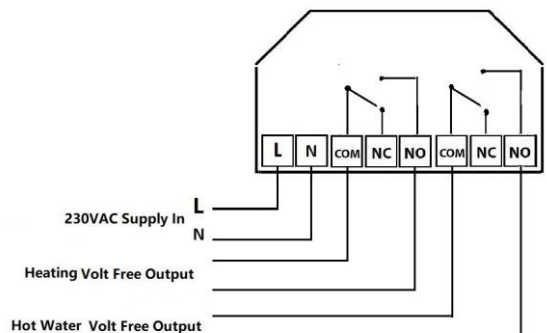 L N COM NC NO COM NC NO
230VAC Supply In L
N
Heating Volt Free Output
Hot Water Volt Free Output